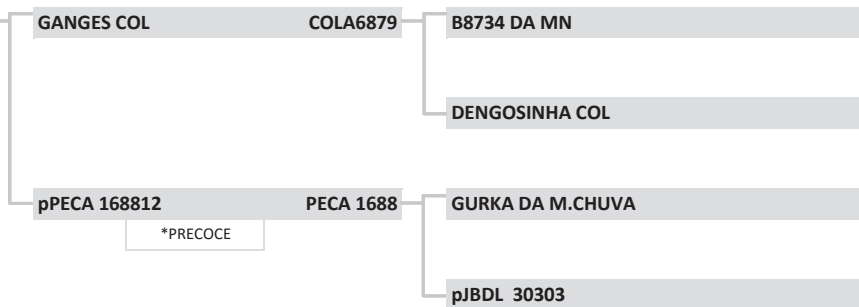 GANGES COL COLA6879
B8734 DA MN
DENGOSINHA COL
pPECA 168812 PECA 1688
*PRECOCE
GURKA DA M.CHUVA
pJBDL 30303